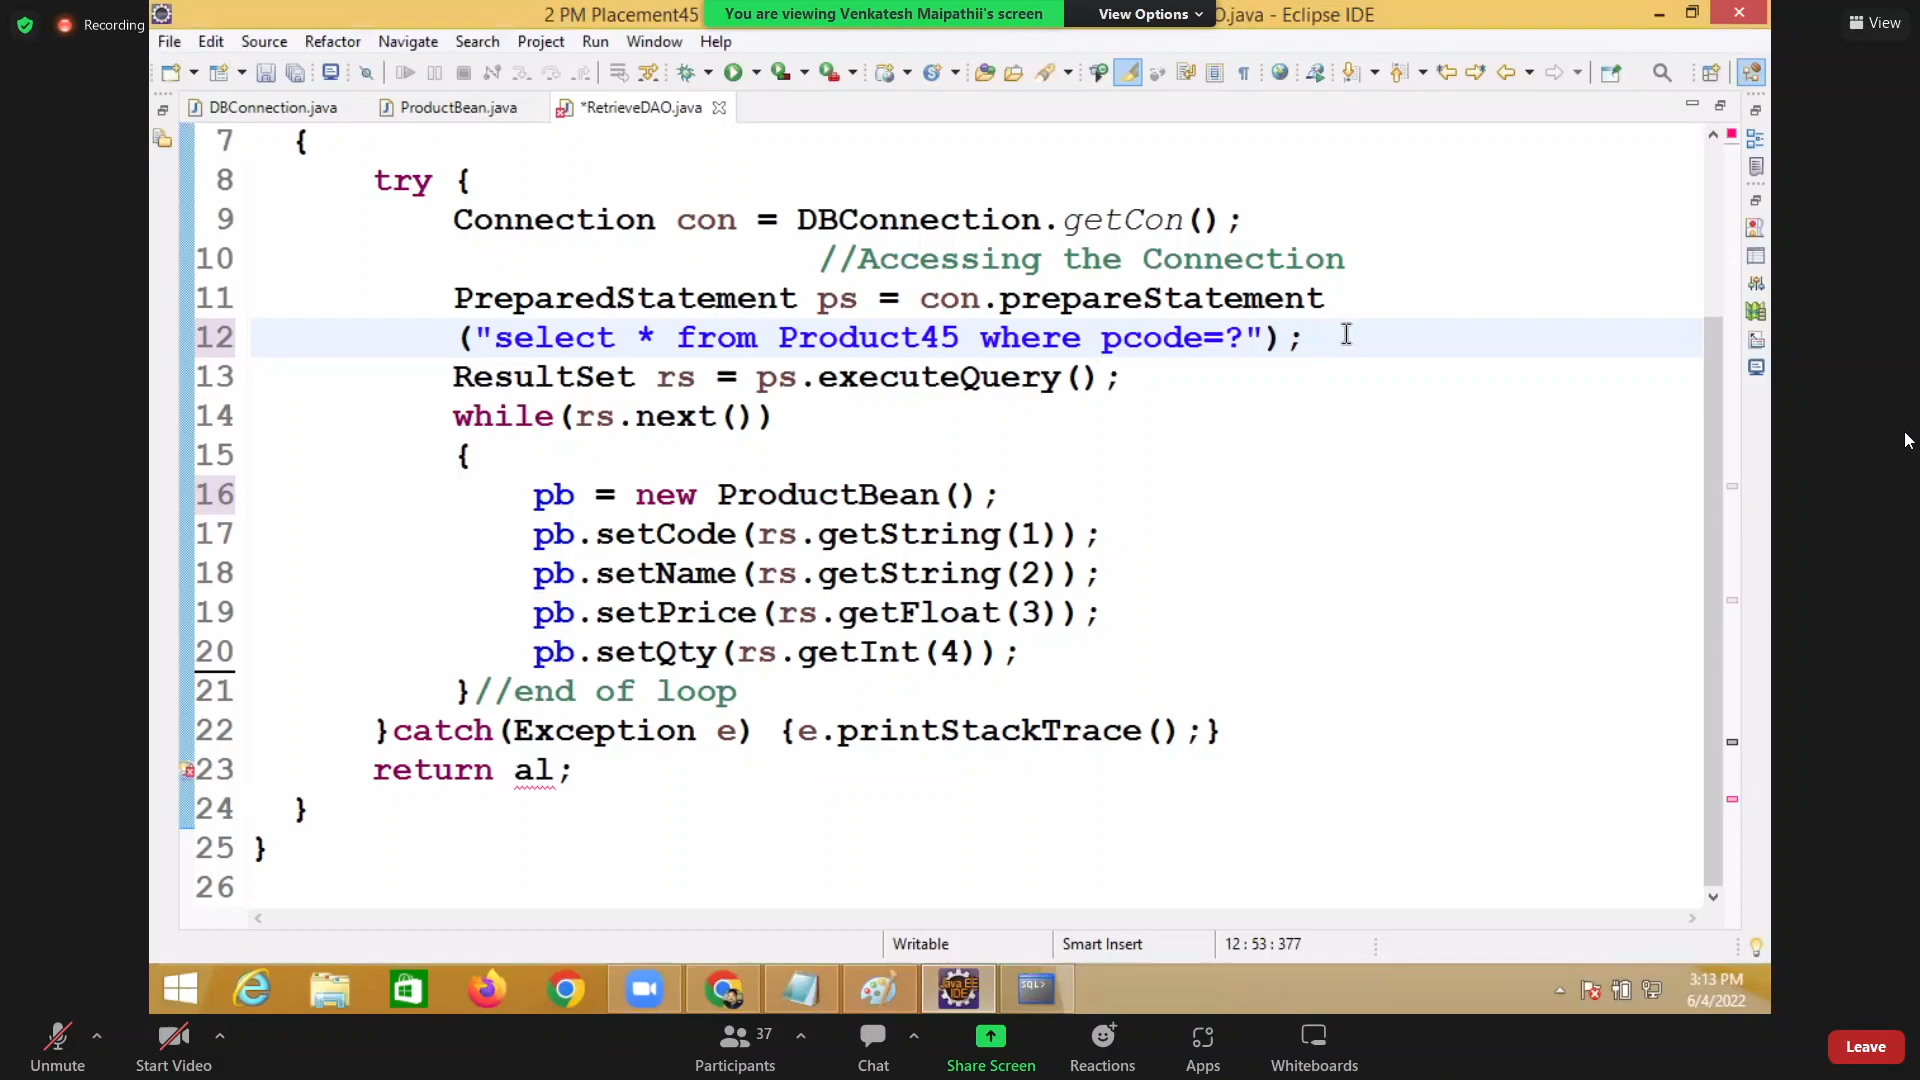 Recording
2 PM Placement45
You are viewing Venkatesh Maipathii's screen
View Options
.java - Eclipse IDE
View
File Edit Source Refactor Navigate Search Project Run Window Help
DBConnection.java ProductBean.java *RetrieveDAO.java
7 {
8 try {
9 Connection con = DBConnection.getCon();
10 //Accessing the Connection
11 PreparedStatement ps = con.prepareStatement
12 ("select * from Product45 where pcode=?");
13 ResultSet rs = ps.executeQuery();
14 while(rs.next())
15 {
16 pb = new ProductBean();
17 pb.setCode(rs.getString(1));
18 pb.setName(rs.getString(2));
19 pb.setPrice(rs.getFloat(3));
20 pb.setQty(rs.getInt(4));
21 }//end of loop
22 }catch(Exception e) {e.printStackTrace();}
23 return al;
24 }
25 }
26
Writable Smart Insert 12 : 53 : 377
Java EE
IDE
SQL>
3:13 PM
6/4/2022
37
Unmute Start Video Participants Chat Share Screen Reactions Apps Whiteboards Leave